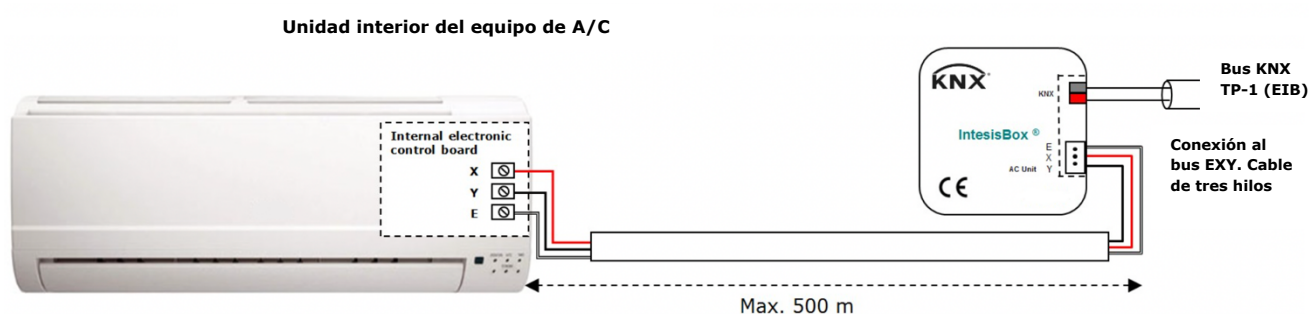 Unidad interior del equipo de A/C
Internal electronic
control board
X
Y
E
KNX
KNX
IntesisBox ®
E
X
AC Unit Y
CE
Bus KNX
TP-1 (EIB)
Conexión al
bus EXY. Cable
de tres hilos
Max. 500 m